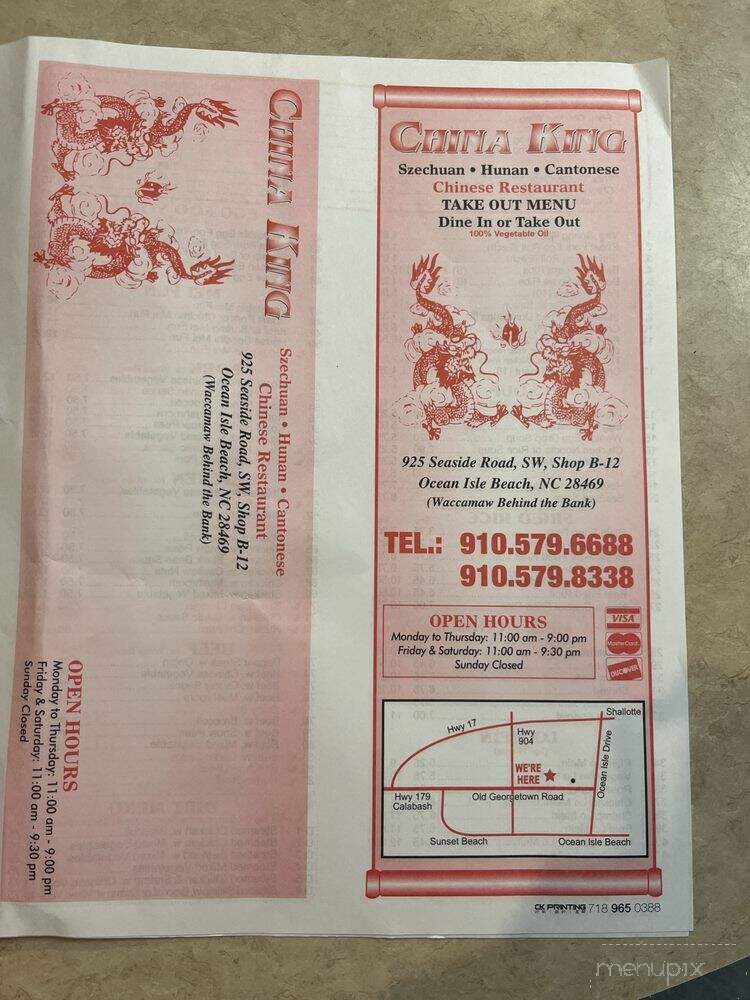 CHINA KING
Szechuan • Hunan • Cantonese
Chinese Restaurant
925 Seaside Road, SW, Shop B-12
Ocean Isle Beach, NC 28469
(Waccamaw Behind the Bank)
OPEN HOURS
Monday to Thursday: 11:00 am - 9:00 pm
Friday & Saturday: 11:00 am - 9:30 pm
Sunday Closed
CHINA KING
Szechuan • Hunan • Cantonese
Chinese Restaurant
TAKE OUT MENU
Dine In or Take Out
100% Vegetable Oil
925 Seaside Road, SW, Shop B-12
Ocean Isle Beach, NC 28469
(Waccamaw Behind the Bank)
TEL.: 910.579.6688
910.579.8338
OPEN HOURS
Monday to Thursday: 11:00 am - 9:00 pm
Friday & Saturday: 11:00 am - 9:30 pm
Sunday Closed
VISA
MasterCard
DISCOVER
Shallotte
Hwy 17
Hwy
904
Ocean Isle Drive
WE'RE
HERE
Hwy 179
Calabash
Old Georgetown Road
Sunset Beach
Ocean Isle Beach
CK PRINTING 718 965 0388
menupix